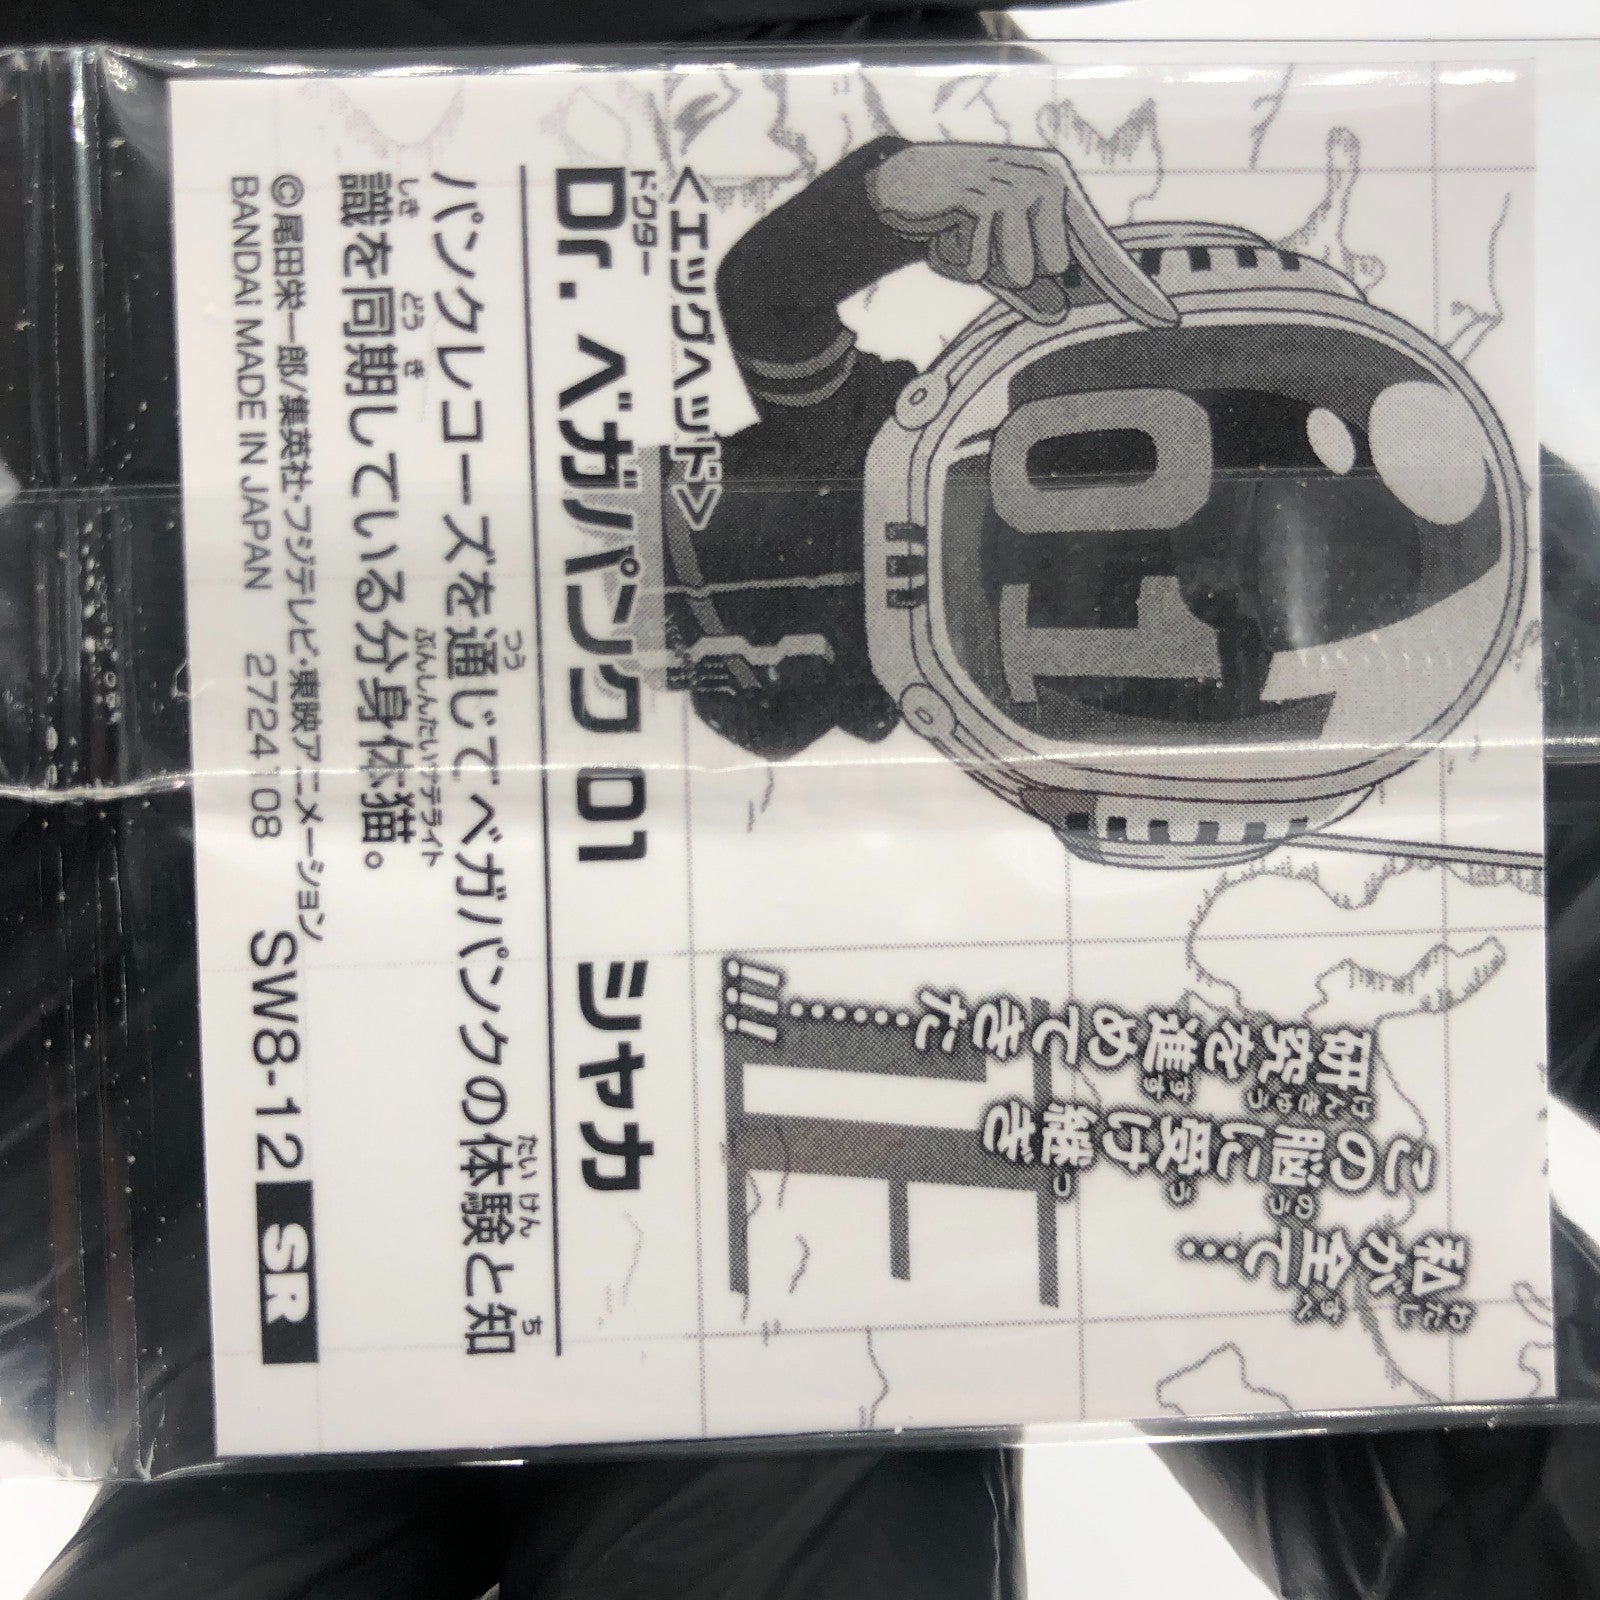 私が全て…
この脳に受け継ぎ
研究を進めてきた
………!!!
01
<エッグヘッド>
Dr. ベガパンク 01 シャカ
ドクター
パンクレコーズを通じてベガパンクの体験と知
識を同期している分身体猫。
©尾田栄一郎/集英社・フジテレビ・東映アニメーション
BANDAI MADE IN JAPAN 2724108 SW8-12 SR